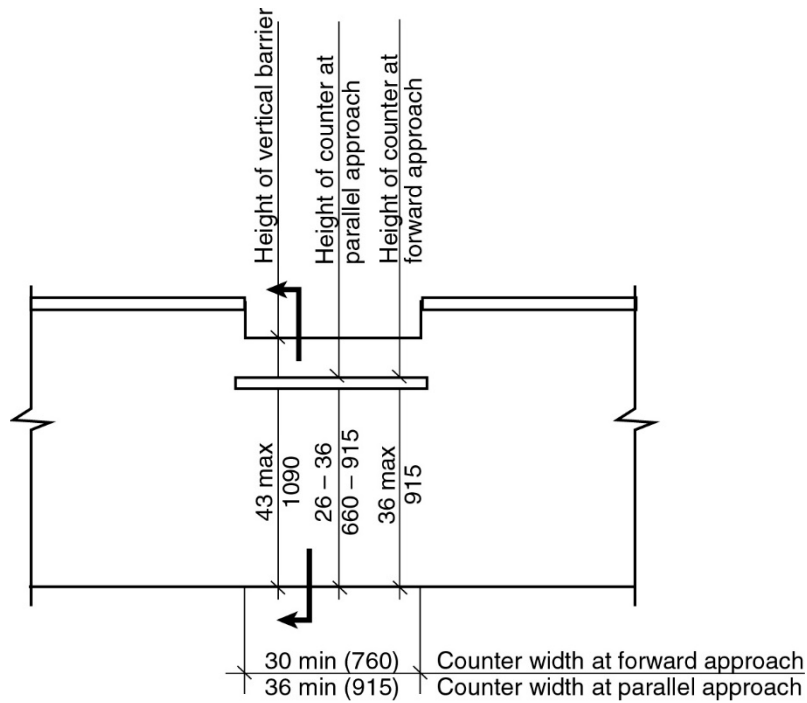 Height of vertical barrier
Height of counter at
parallel approach
Height of counter at
forward approach
43 max
1090
26 – 36
660 – 915
36 max
915
30 min (760) Counter width at forward approach
36 min (915) Counter width at parallel approach